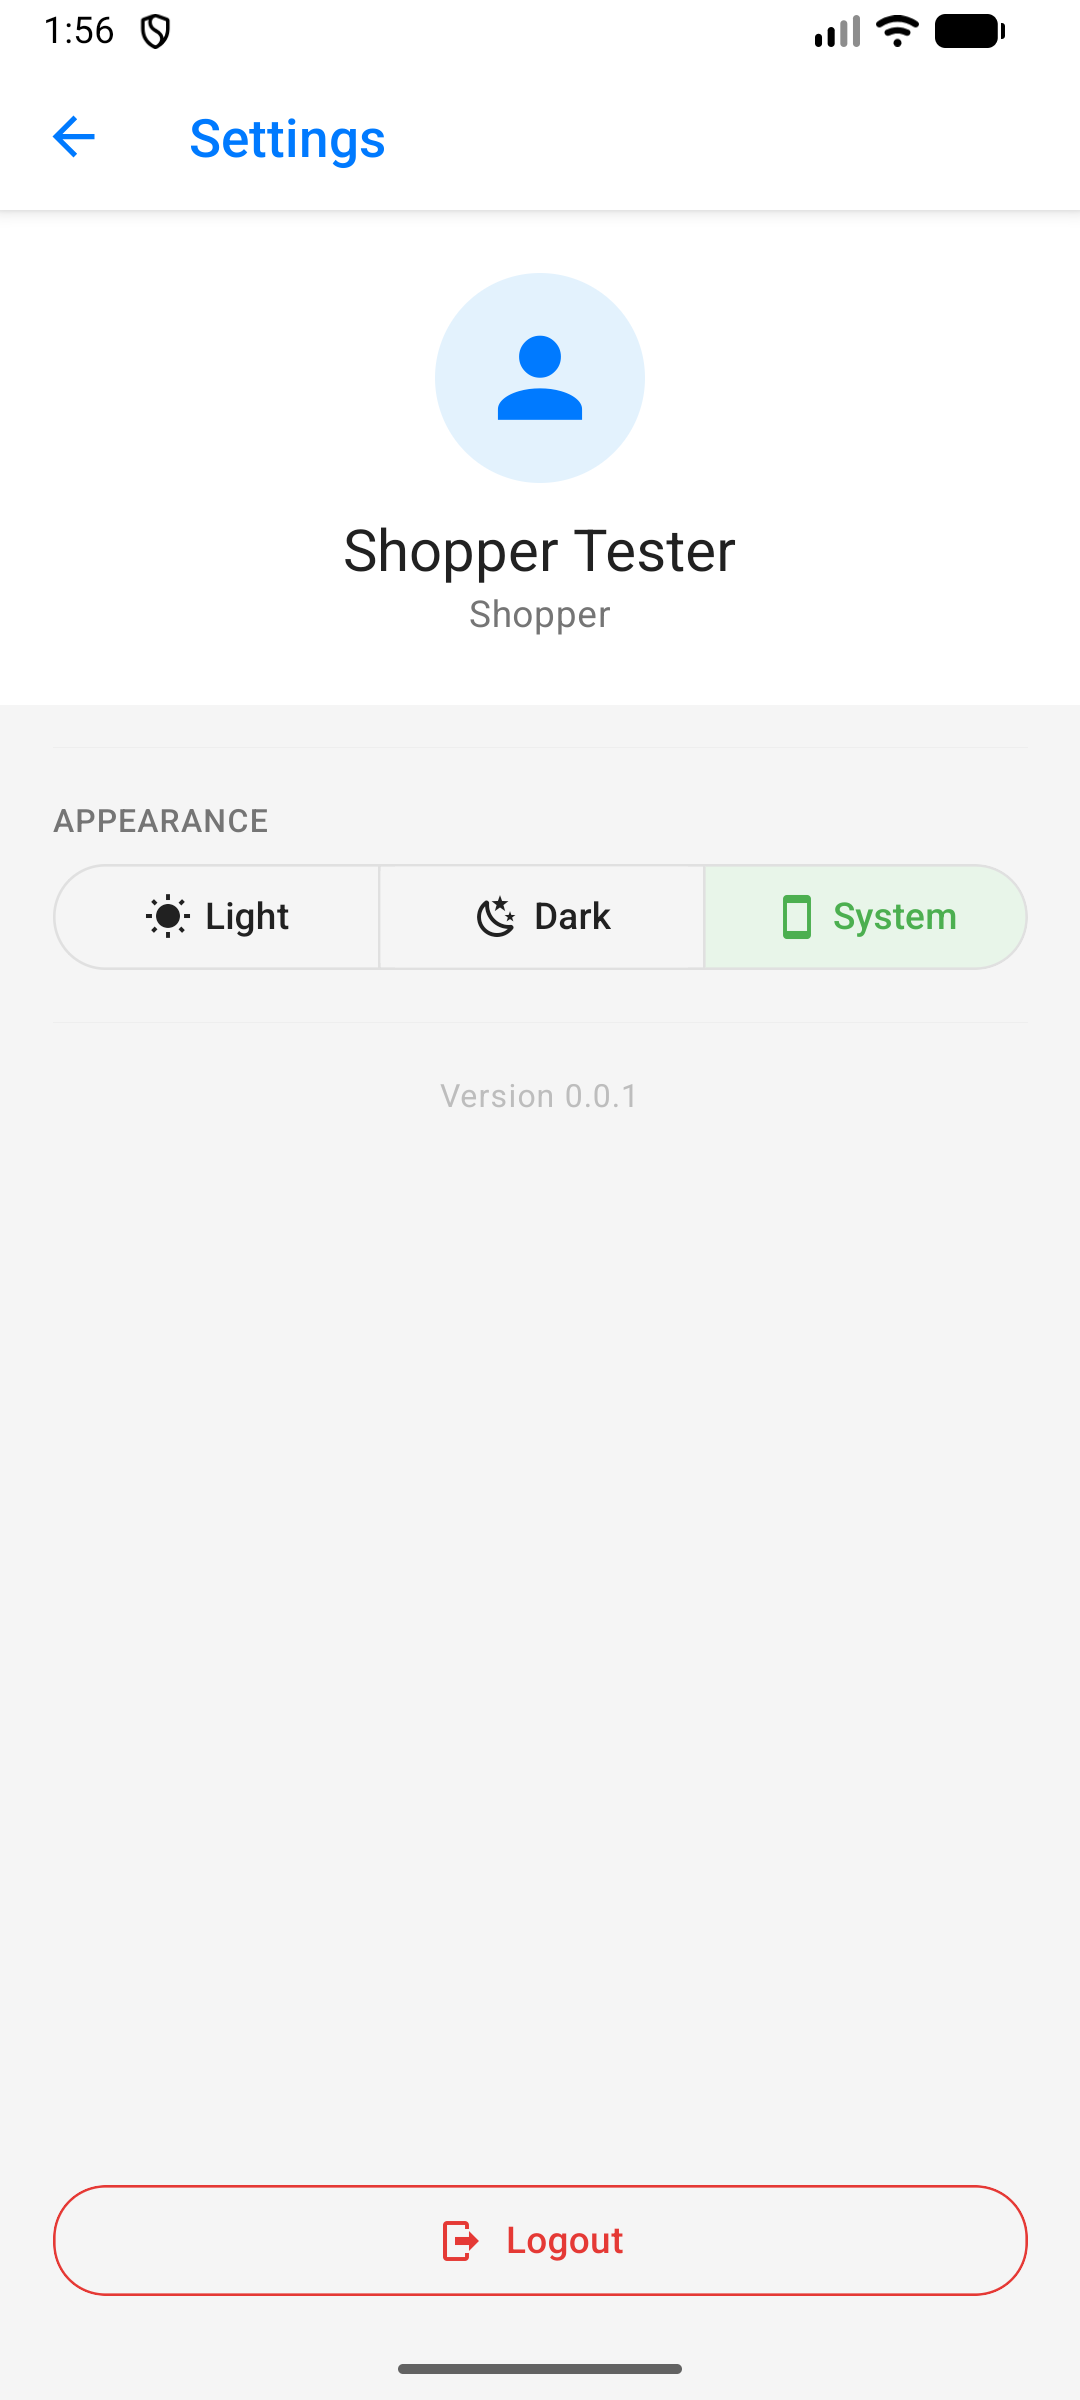 1:56
Settings
Shopper Tester
Shopper
APPEARANCE
Light
Dark
System
Version 0.0.1
Logout